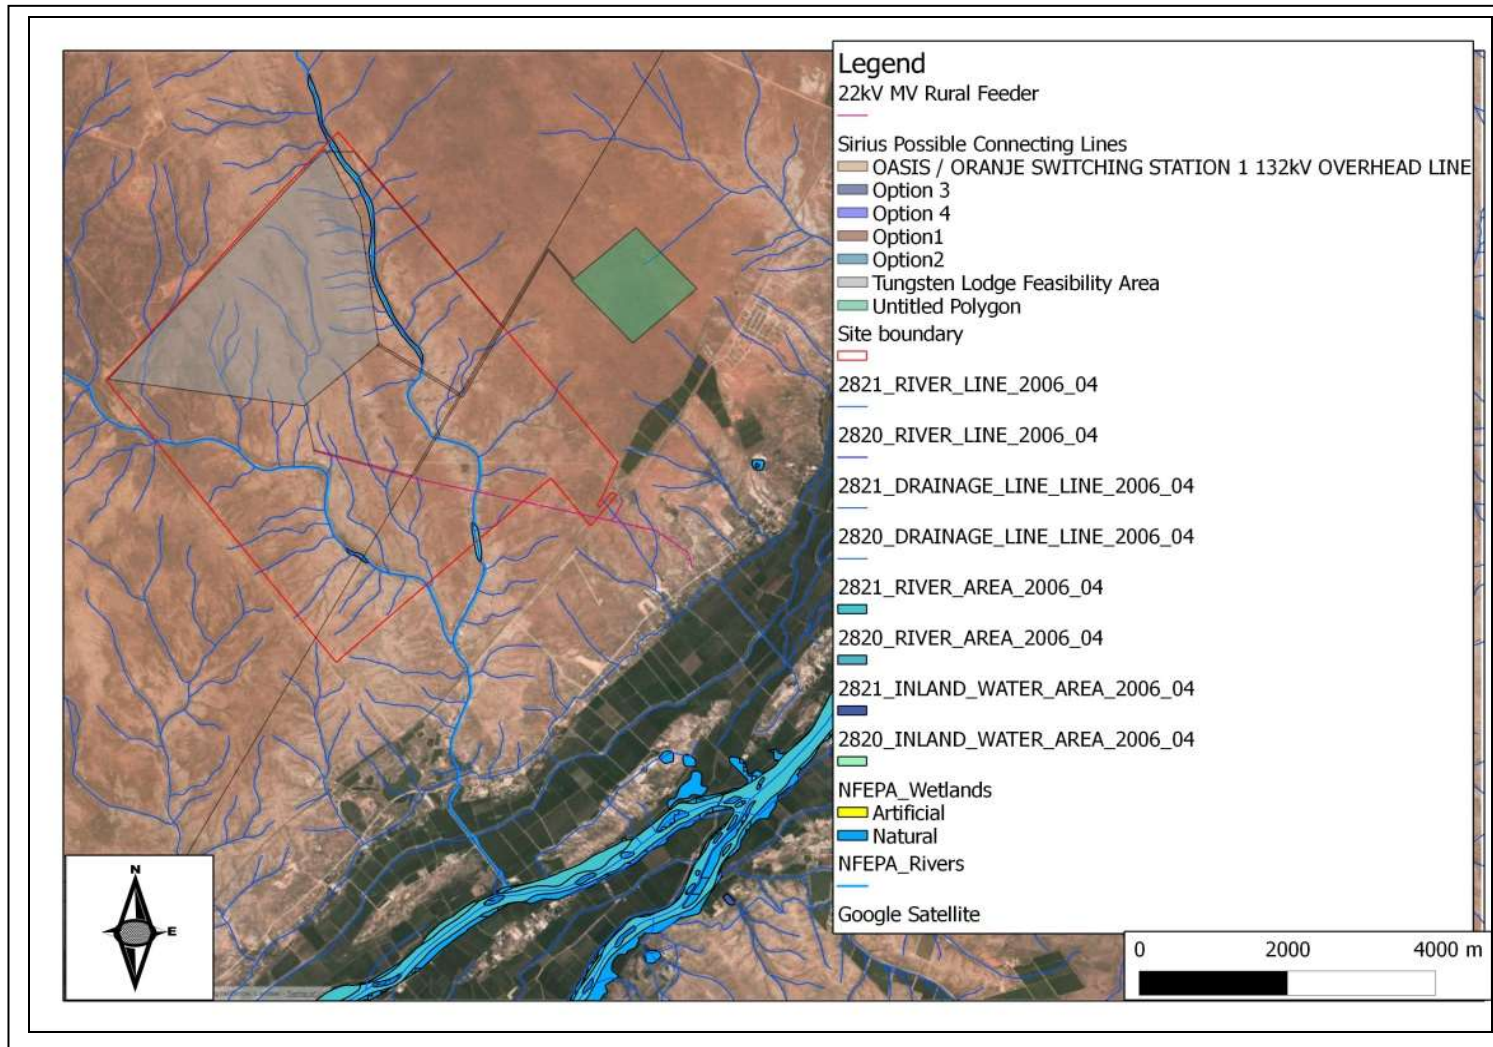 Legend
22kV MV Rural Feeder
Sirius Possible Connecting Lines
OASIS / ORANJE SWITCHING STATION 1 132kV OVERHEAD LINE
Option 3
Option 4
Option1
Option2
Tungsten Lodge Feasibility Area
Untitled Polygon
Site boundary
2821_RIVER_LINE_2006_04
2820_RIVER_LINE_2006_04
2821_DRAINAGE_LINE_LINE_2006_04
2820_DRAINAGE_LINE_LINE_2006_04
2821_RIVER_AREA_2006_04
2820_RIVER_AREA_2006_04
2821_INLAND_WATER_AREA_2006_04
2820_INLAND_WATER_AREA_2006_04
NFEPA_Wetlands
Artificial
Natural
NFEPA_Rivers
Google Satellite
N
E
0 2000 4000 m